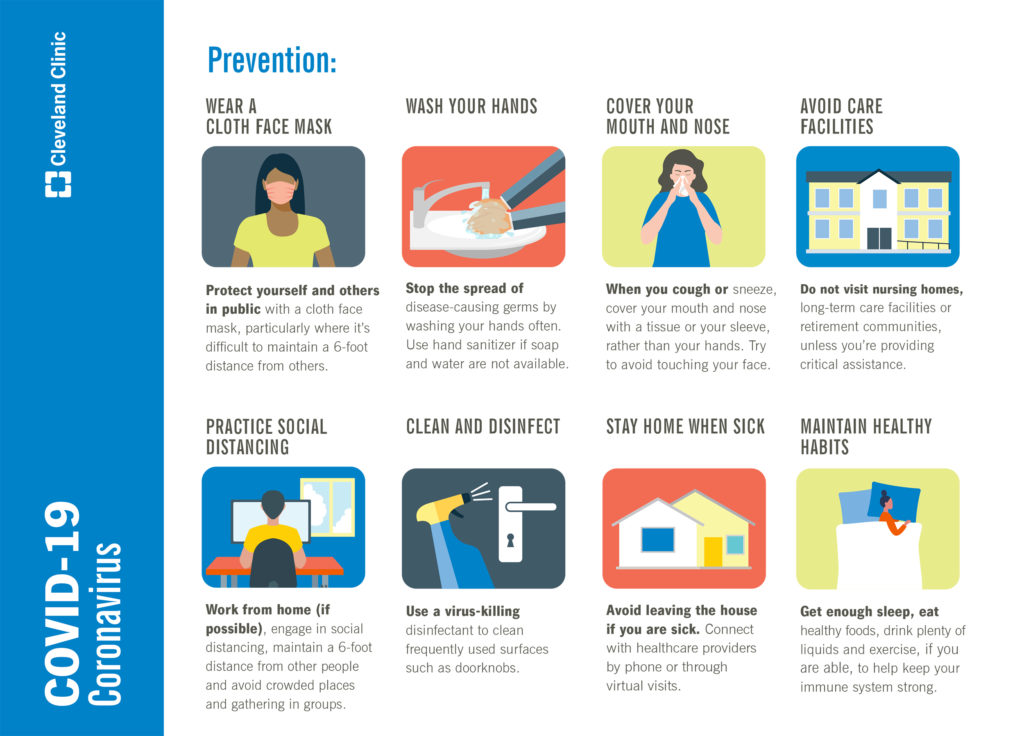 Cleveland Clinic
COVID-19
Coronavirus
Prevention:
WEAR A
CLOTH FACE MASK
Protect yourself and others
in public with a cloth face
mask, particularly where it's
difficult to maintain a 6-foot
distance from others.
WASH YOUR HANDS
Stop the spread of
disease-causing germs by
washing your hands often.
Use hand sanitizer if soap
and water are not available.
COVER YOUR
MOUTH AND NOSE
When you cough or sneeze,
cover your mouth and nose
with a tissue or your sleeve,
rather than your hands. Try
to avoid touching your face.
AVOID CARE
FACILITIES
Do not visit nursing homes,
long-term care facilities or
retirement communities,
unless you're providing
critical assistance.
PRACTICE SOCIAL
DISTANCING
Work from home (if
possible), engage in social
distancing, maintain a 6-foot
distance from other people
and avoid crowded places
and gathering in groups.
CLEAN AND DISINFECT
Use a virus-killing
disinfectant to clean
frequently used surfaces
such as doorknobs.
STAY HOME WHEN SICK
Avoid leaving the house
if you are sick. Connect
with healthcare providers
by phone or through
virtual visits.
MAINTAIN HEALTHY
HABITS
Get enough sleep, eat
healthy foods, drink plenty of
liquids and exercise, if you
are able, to help keep your
immune system strong.